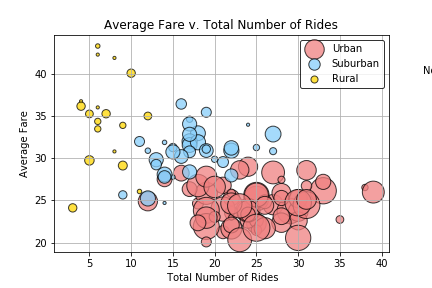 Average Fare v. Total Number of Rides
Urban
Suburban
Rural
Average Fare
40
35
30
25
20
5
10
15
20
25
30
35
40
Total Number of Rides